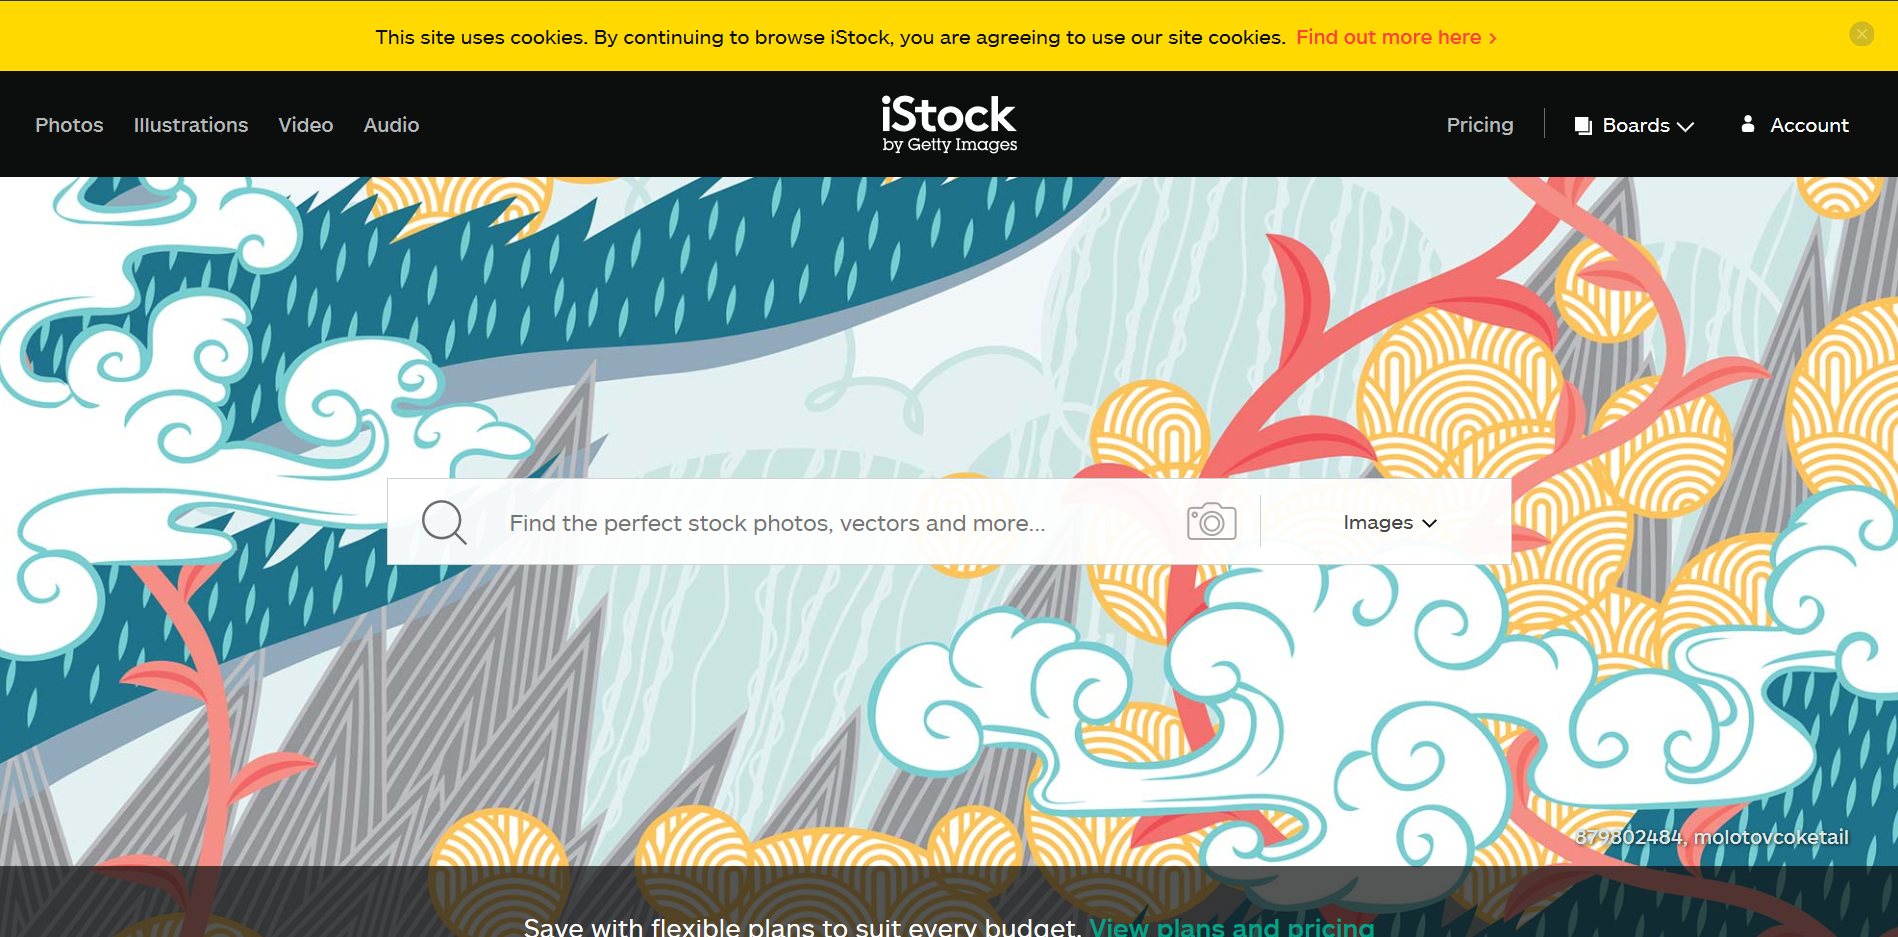 This site uses cookies. By continuing to browse iStock, you are agreeing to use our site cookies. Find out more here >
Photos Illustrations Video Audio
iStock
by Getty Images
Pricing Boards Account
Find the perfect stock photos, vectors and more...
Images
879802484, molotovcoketail
Save with flexible plans to suit every budget. View plans and pricing